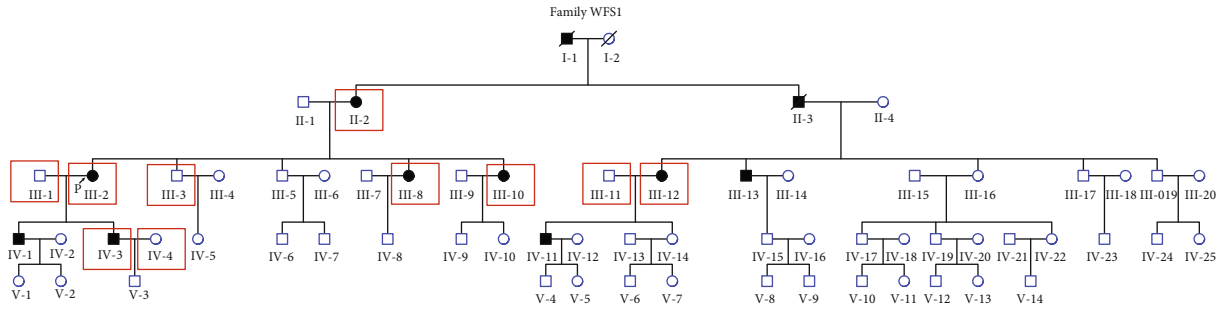 Family WFS1
I-1 I-2
II-1 II-2 II-3 II-4
P
III-1 III-2 III-3 III-4 III-5 III-6 III-7 III-8 III-9 III-10 III-11 III-12 III-13 III-14 III-15 III-16 III-17 III-18 III-019 III-20
IV-1 IV-2 IV-3 IV-4 IV-5 IV-6 IV-7 IV-8 IV-9 IV-10 IV-11 IV-12 IV-13 IV-14 IV-15 IV-16 IV-17 IV-18 IV-19 IV-20 IV-21 IV-22 IV-23 IV-24 IV-25
V-1 V-2 V-3 V-4 V-5 V-6 V-7 V-8 V-9 V-10 V-11 V-12 V-13 V-14